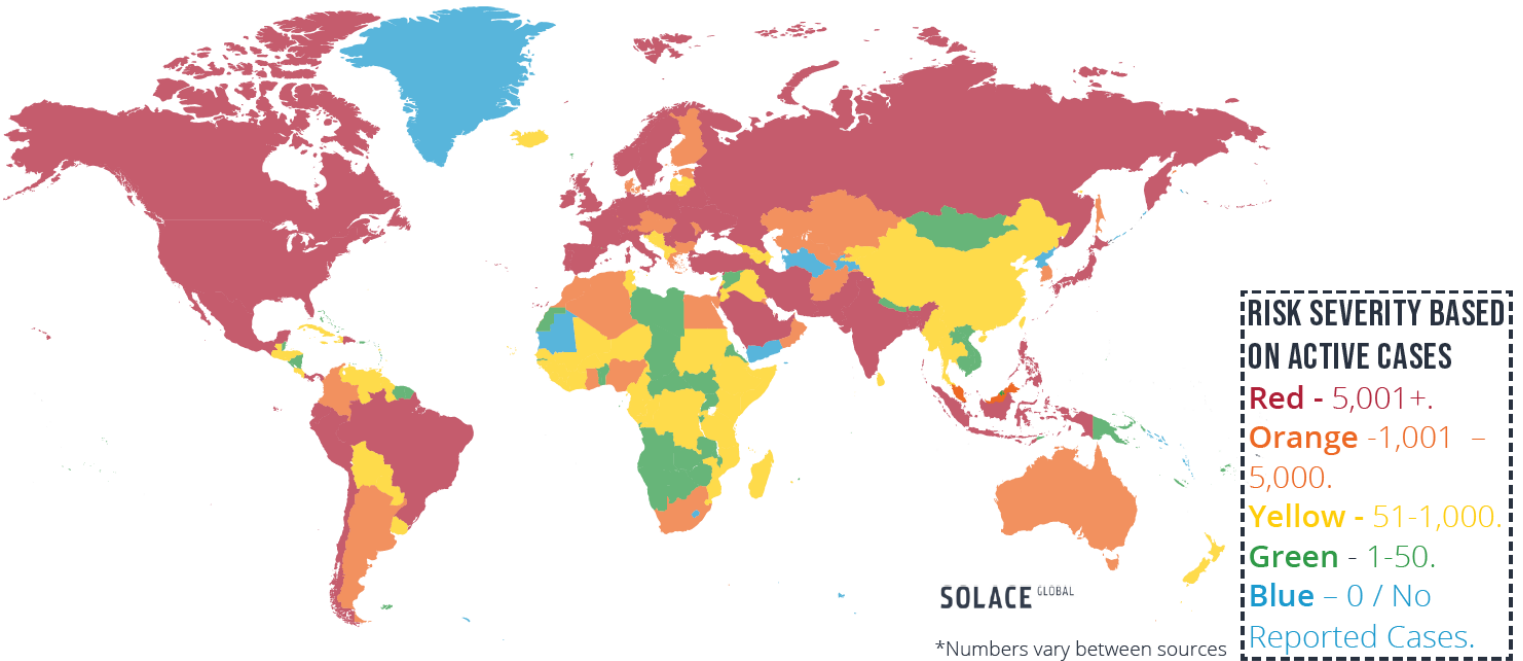 RISK SEVERITY BASED
ON ACTIVE CASES
Red - 5,001+.
Orange -1,001 –
5,000.
Yellow - 51-1,000.
Green - 1-50.
Blue – 0 / No
Reported Cases.
SOLACE GLOBAL
*Numbers vary between sources